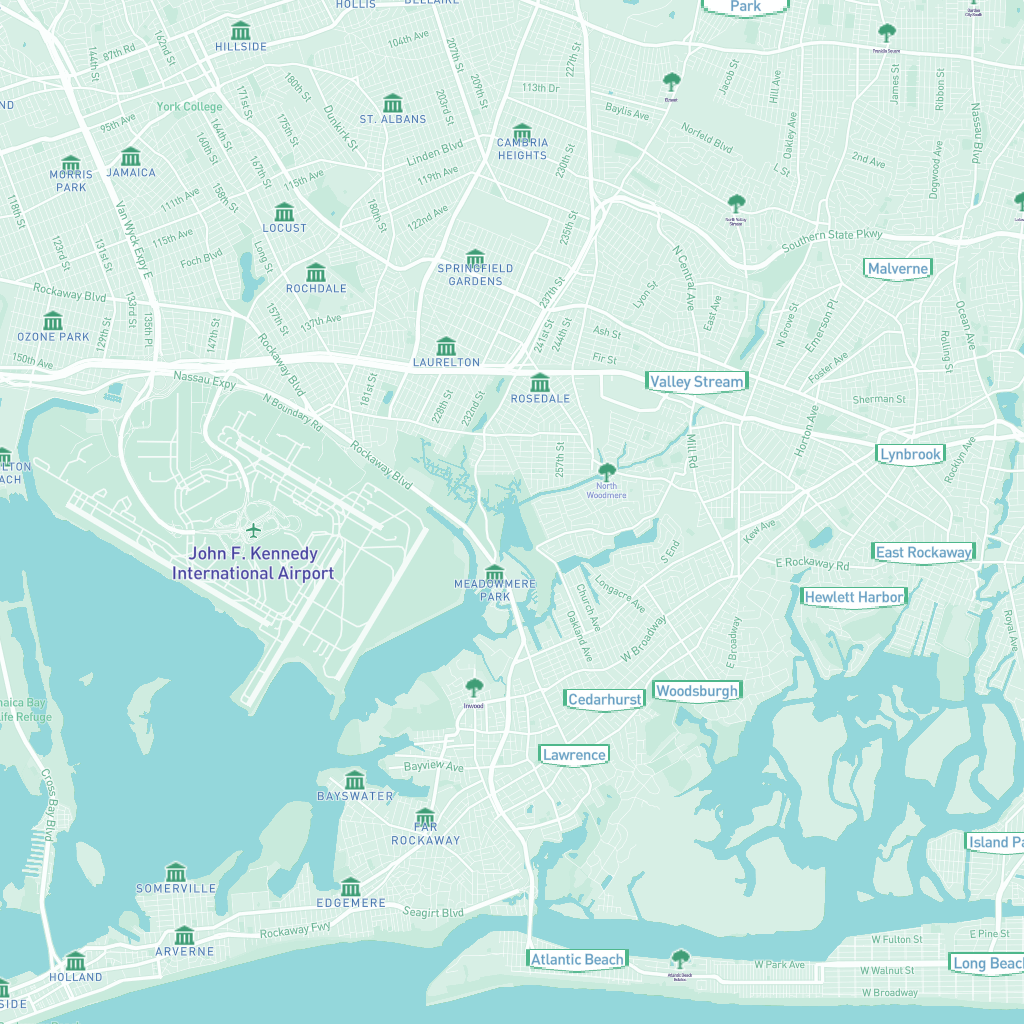 HOLLIS
BELLAIRE
Park
HILLSIDE
104th Ave
87th Rd
144th St
162nd St
207th St
209th St
227th St
113th Dr
Baylis Ave
Elmont
Jacob St
Hill Ave
James St
Ribbon St
Nassau Blvd
York College
171st St
180th St
175th St
Dunkirk St
ST. ALBANS
203rd St
CAMBRIA
HEIGHTS
Norfeld Blvd
Oakley Ave
L St
2nd Ave
Dogwood Ave
95th Ave
164th St
160th St
167th St
Linden Blvd
119th Ave
115th Ave
230th St
MORRIS
PARK
JAMAICA
158th St
111th Ave
118th St
Van Wyck Expy E
LOCUST
180th St
122nd Ave
235th St
North Valley
Stream
Southern State Pkwy
123rd St
131st St
115th Ave
Foch Blvd
Long St
ROCHDALE
SPRINGFIELD
GARDENS
N Central Ave
Malverne
Rockaway Blvd
133rd St
135th Pl
157th St
137th Ave
237th St
Lyon St
East Ave
N Grove St
Emerson Pl
Ocean Ave
OZONE PARK
129th St
147th St
241st St
244th St
Ash St
Fir St
Rolling St
150th Ave
Rockaway Blvd
LAURELTON
Foster Ave
Nassau Expy
181st St
228th St
232nd St
ROSEDALE
Valley Stream
Sherman St
N Boundary Rd
Horton Ave
Rockaway Blvd
257th St
Mill Rd
Lynbrook
Rocklyn Ave
North
Woodmere
John F. Kennedy
International Airport
Kew Ave
S End
East Rockaway
E Rockaway Rd
MEADOWMERE
PARK
Longacre Ave
Church Ave
Oakland Ave
Hewlett Harbor
W Broadway
E Broadway
Royal Ave
Inwood
Cedarhurst
Woodsburgh
Lawrence
Bayview Ave
BAYSWATER
Cross Bay Blvd
FAR
ROCKAWAY
SOMERVILLE
EDGEMERE
Seagirt Blvd
Rockaway Fwy
ARVERNE
HOLLAND
Atlantic Beach
W Park Ave
W Fulton St
E Pine St
W Walnut St
Long Beach
W Broadway